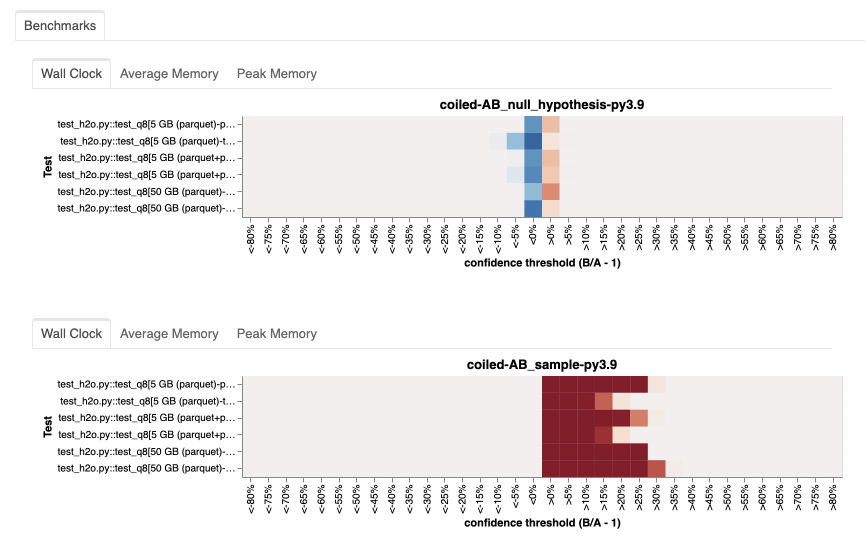 Benchmarks
Wall Clock Average Memory Peak Memory
coiled-AB_null_hypothesis-py3.9
Test
test_h2o.py::test_q8[5 GB (parquet)-p...
test_h2o.py::test_q8[5 GB (parquet)-t...
test_h2o.py::test_q8[5 GB (parquet+p...
test_h2o.py::test_q8[5 GB (parquet+p...
test_h2o.py::test_q8[50 GB (parquet)-...
test_h2o.py::test_q8[50 GB (parquet)-...
<-80% <-75% <-70% <-65% <-60% <-55% <-50% <-45% <-40% <-35% <-30% <-25% <-20% <-15% <-10% <-5% <0% >0% >5% >10% >15% >20% >25% >30% >35% >40% >45% >50% >55% >60% >65% >70% >75% >80%
confidence threshold (B/A - 1)
Wall Clock Average Memory Peak Memory
coiled-AB_sample-py3.9
Test
test_h2o.py::test_q8[5 GB (parquet)-p...
test_h2o.py::test_q8[5 GB (parquet)-t...
test_h2o.py::test_q8[5 GB (parquet+p...
test_h2o.py::test_q8[5 GB (parquet+p...
test_h2o.py::test_q8[50 GB (parquet)-...
test_h2o.py::test_q8[50 GB (parquet)-...
<-80% <-75% <-70% <-65% <-60% <-55% <-50% <-45% <-40% <-35% <-30% <-25% <-20% <-15% <-10% <-5% <0% >0% >5% >10% >15% >20% >25% >30% >35% >40% >45% >50% >55% >60% >65% >70% >75% >80%
confidence threshold (B/A - 1)